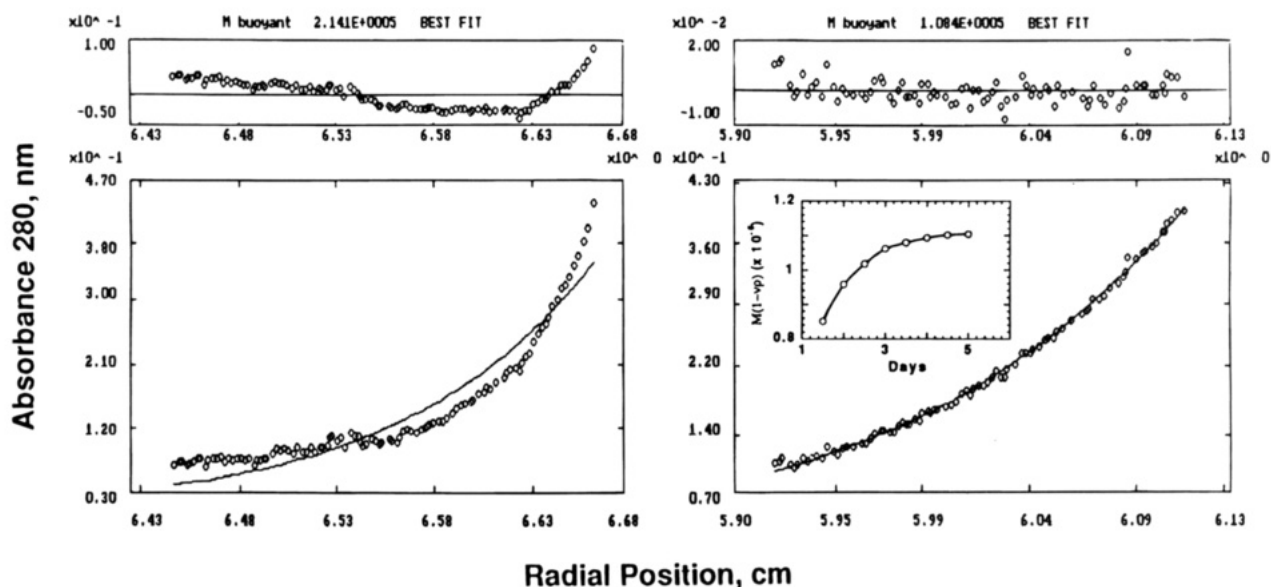 x10^ -1 M buoyant 2.141E+0005 BEST FIT
1.00
-0.50
6.43 6.48 6.53 6.58 6.63 6.68
x10^ -1 x10^ 0
4.70
3.80
3.00
2.10
1.20
0.30
6.43 6.48 6.53 6.58 6.63 6.68
x10^ -2 M buoyant 1.084E+0005 BEST FIT
2.00
-1.00
5.90 5.95 5.99 6.04 6.09 6.13
x10^ -1 x10^ 0
4.30
3.60
2.90
2.20
1.40
0.70
5.90 5.95 5.99 6.04 6.09 6.13
1.2
1
0.8
1 3 5
Days
Absorbance 280, nm
Radial Position, cm